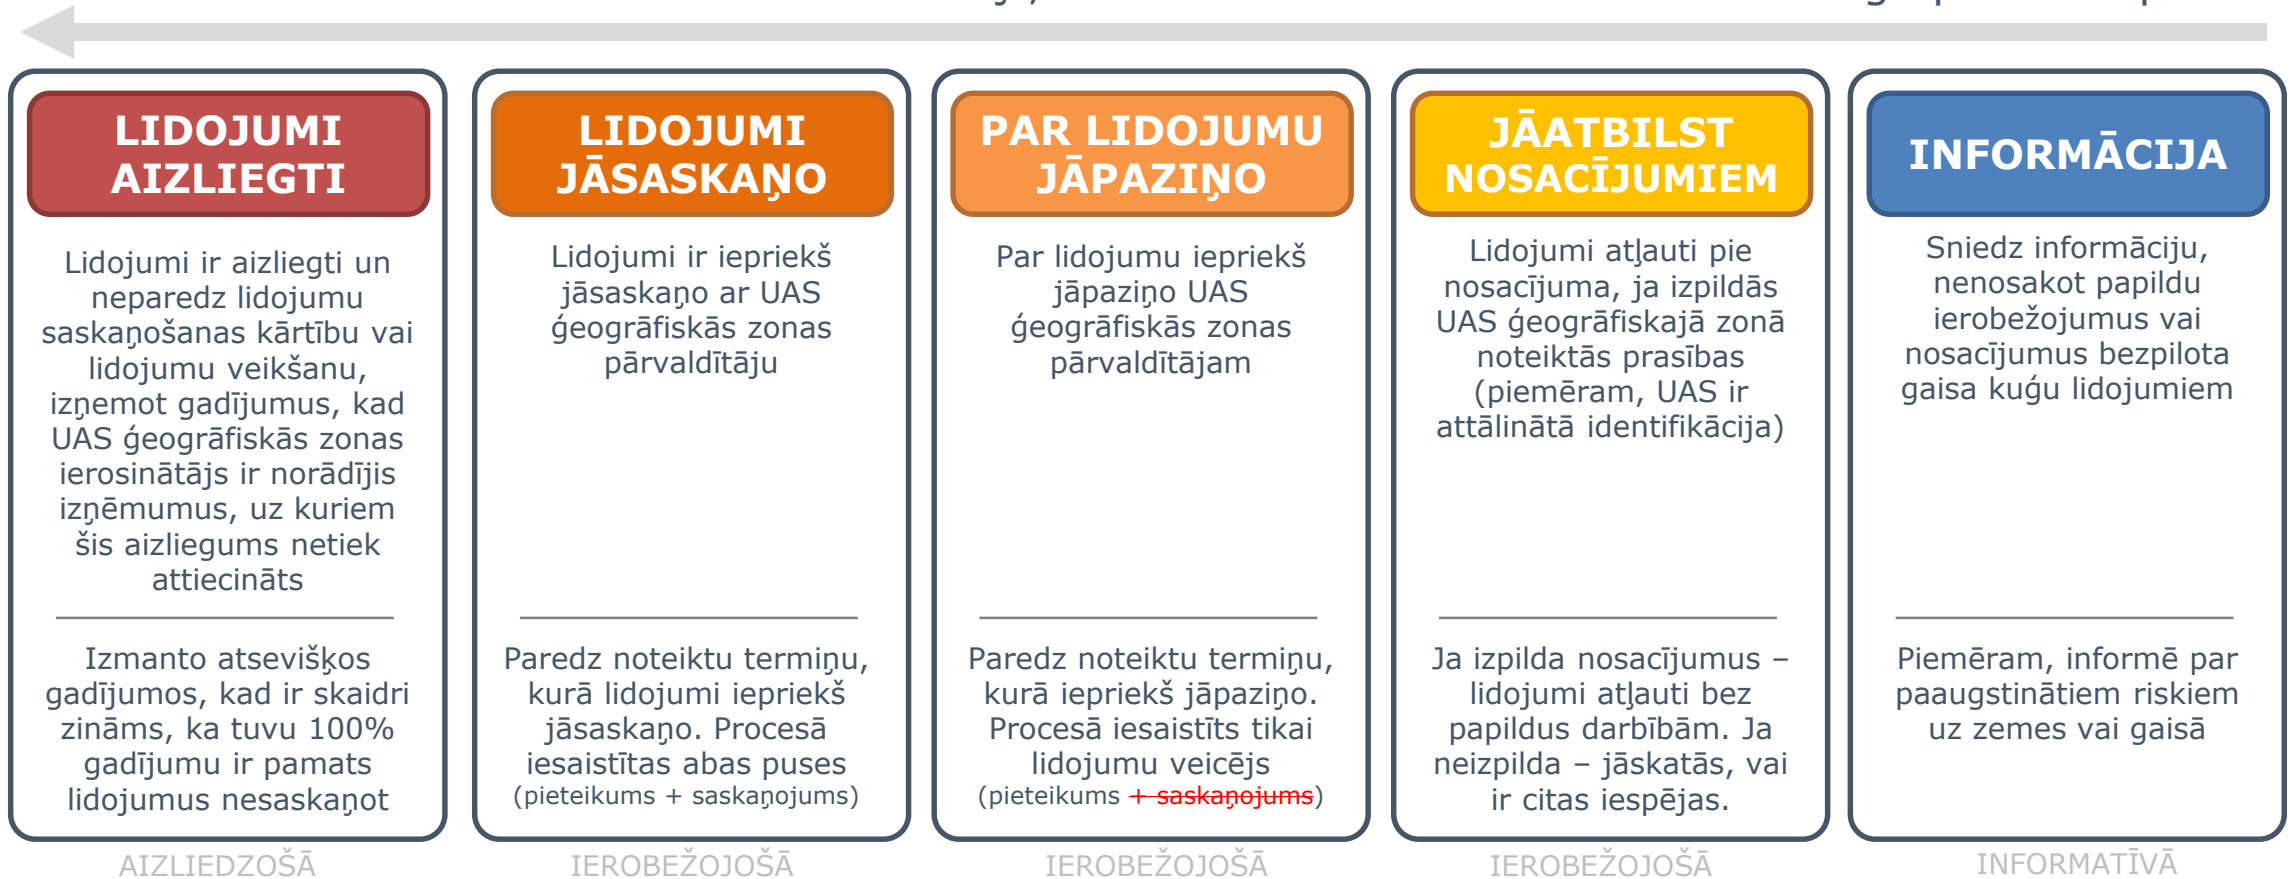 LIDOJUMI
AIZLIEGTI
Lidojumi ir aizliegti un
neparedz lidojumu
saskaņošanas kārtību vai
lidojumu veikšanu,
izņemot gadījumus, kad
UAS ģeogrāfiskās zonas
ierosinātājs ir norādījis
izņēmumus, uz kuriem
šis aizliegums netiek
attiecināts
Izmanto atsevišķos
gadījumos, kad ir skaidri
zināms, ka tuvu 100%
gadījumu ir pamats
lidojumus nesaskaņot
AIZLIEDZOŠĀ
LIDOJUMI
JĀSASKAŅO
Lidojumi ir iepriekš
jāsaskaņo ar UAS
ģeogrāfiskās zonas
pārvaldītāju
Paredz noteiktu termiņu,
kurā lidojumi iepriekš
jāsaskaņo. Procesā
iesaistītas abas puses
(pieteikums + saskaņojums)
IEROBEŽOJOŠĀ
PAR LIDOJUMU
JĀPAZIŅO
Par lidojumu iepriekš
jāpaziņo UAS
ģeogrāfiskās zonas
pārvaldītājam
Paredz noteiktu termiņu,
kurā iepriekš jāpaziņo.
Procesā iesaistīts tikai
lidojumu veicējs
(pieteikums + saskaņojums)
IEROBEŽOJOŠĀ
JĀATBILST
NOSACĪJUMIEM
Lidojumi atļauti pie
nosacījuma, ja izpildās
UAS ģeogrāfiskajā zonā
noteiktās prasības
(piemēram, UAS ir
attālinātā identifikācija)
Ja izpilda nosacījumus –
lidojumi atļauti bez
papildus darbībām. Ja
neizpilda – jāskatās, vai
ir citas iespējas.
IEROBEŽOJOŠĀ
INFORMĀCIJA
Sniedz informāciju,
nenosakot papildu
ierobežojumus vai
nosacījumus bezpilota
gaisa kuģu lidojumiem
Piemēram, informē par
paaugstinātiem riskiem
uz zemes vai gaisā
INFORMATĪVĀ